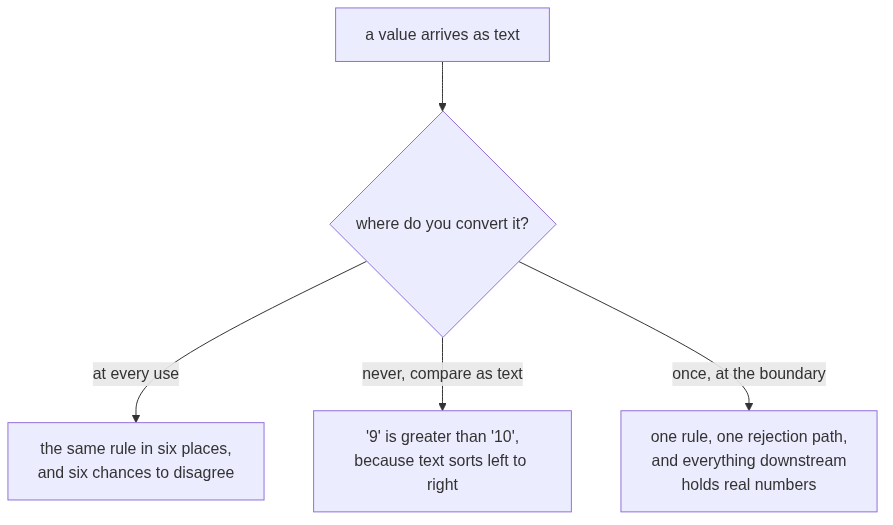 a value arrives as text
where do you convert it?
at every use
never, compare as text
once, at the boundary
the same rule in six places,
and six chances to disagree
'9' is greater than '10',
because text sorts left to
right
one rule, one rejection path,
and everything downstream
holds real numbers